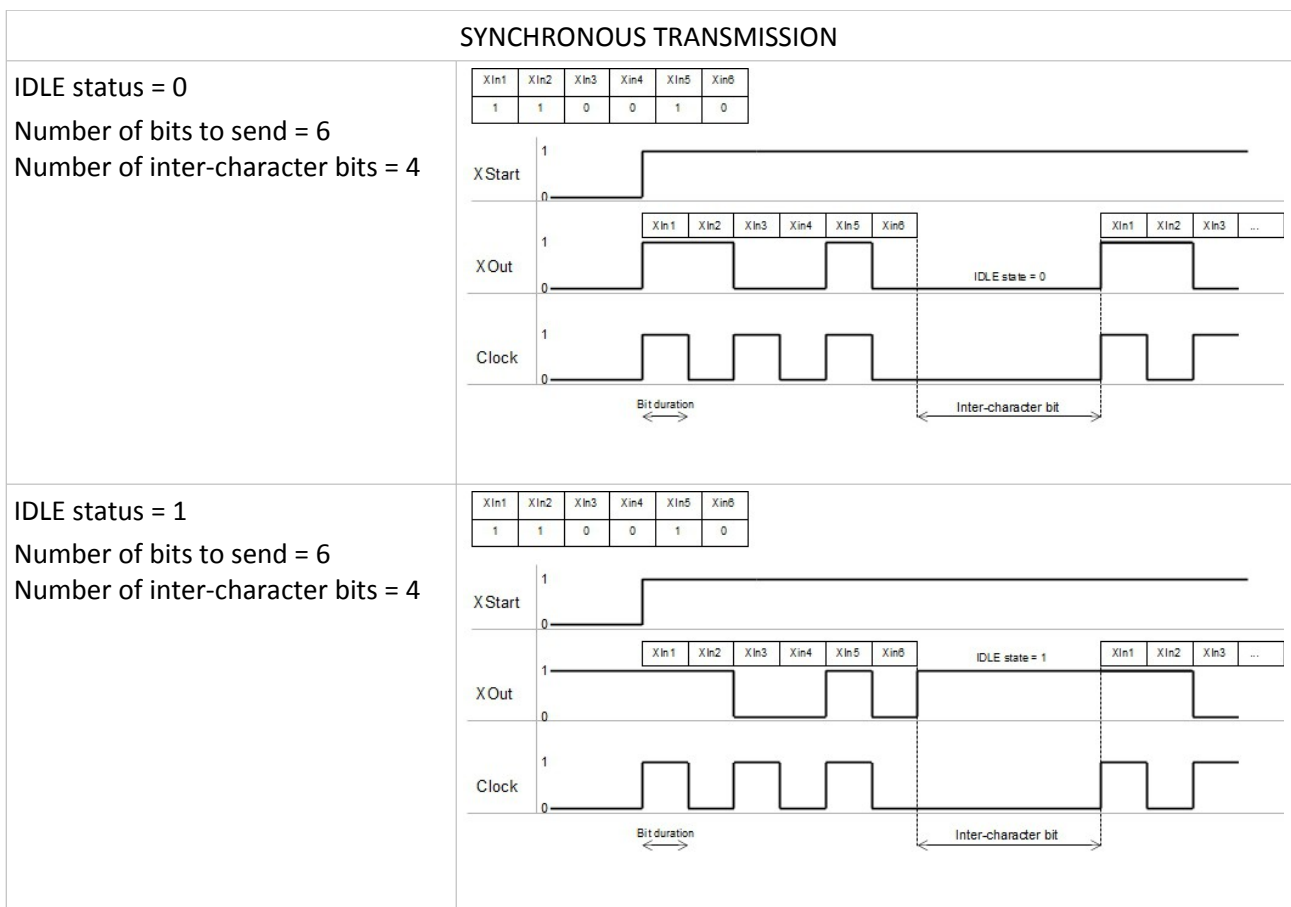 SYNCHRONOUS TRANSMISSION
IDLE status = 0
Number of bits to send = 6
Number of inter-character bits = 4
XIn1 XIn2 XIn3 Xin4 XIn5 Xin6
1 1 0 0 1 0
XStart
1
0
XIn1 XIn2 XIn3 Xin4 XIn5 Xin6 XIn1 XIn2 XIn3 ...
XOut
1
0
IDLE state = 0
Clock
1
0
Bit duration
Inter-character bit
IDLE status = 1
Number of bits to send = 6
Number of inter-character bits = 4
XIn1 XIn2 XIn3 Xin4 XIn5 Xin6
1 1 0 0 1 0
XStart
1
0
XIn1 XIn2 XIn3 Xin4 XIn5 Xin6 IDLE state = 1 XIn1 XIn2 XIn3 ...
XOut
1
0
Clock
1
0
Bit duration
Inter-character bit